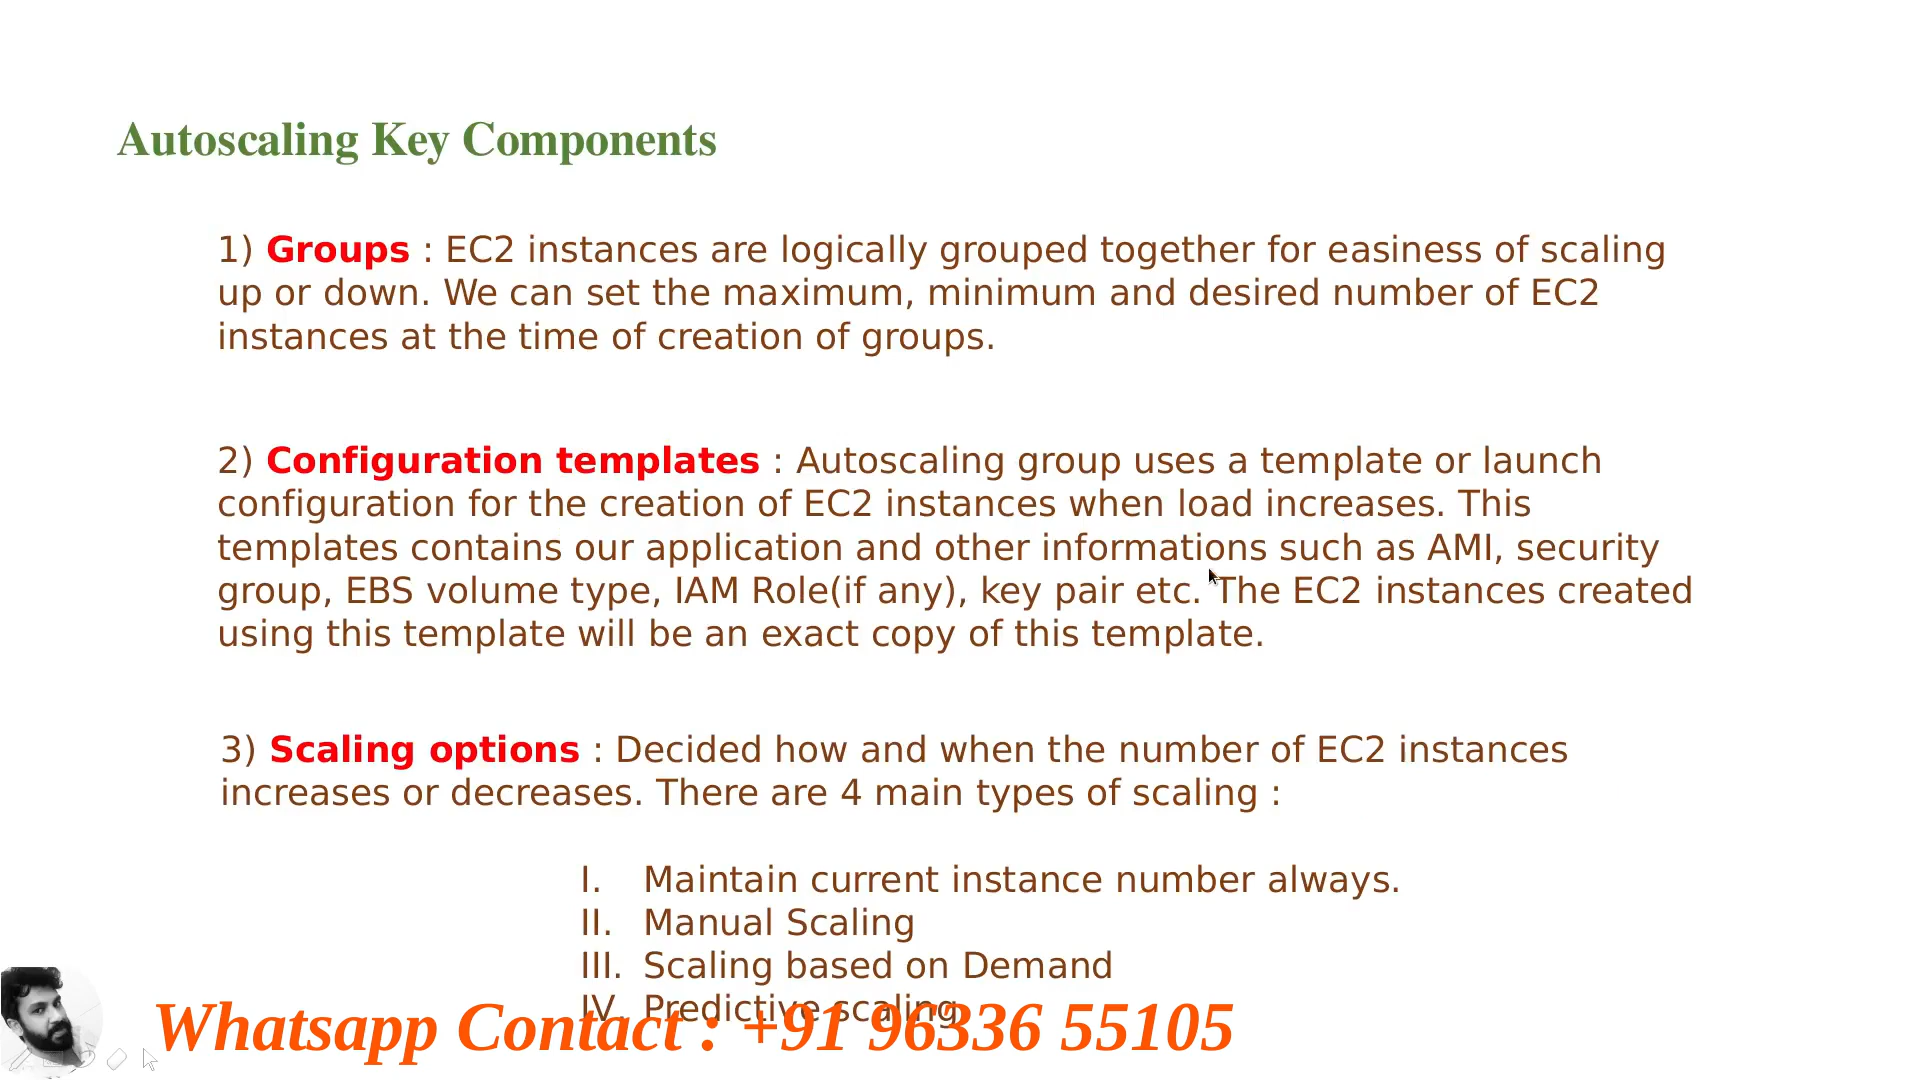 Autoscaling Key Components
1) Groups : EC2 instances are logically grouped together for easiness of scaling
up or down. We can set the maximum, minimum and desired number of EC2
instances at the time of creation of groups.
2) Configuration templates : Autoscaling group uses a template or launch
configuration for the creation of EC2 instances when load increases. This
templates contains our application and other informations such as AMI, security
group, EBS volume type, IAM Role(if any), key pair etc. The EC2 instances created
using this template will be an exact copy of this template.
3) Scaling options : Decided how and when the number of EC2 instances
increases or decreases. There are 4 main types of scaling :
I. Maintain current instance number always.
II. Manual Scaling
III. Scaling based on Demand
IV. Predictive scaling
Whatsapp Contact : +91 96336 55105